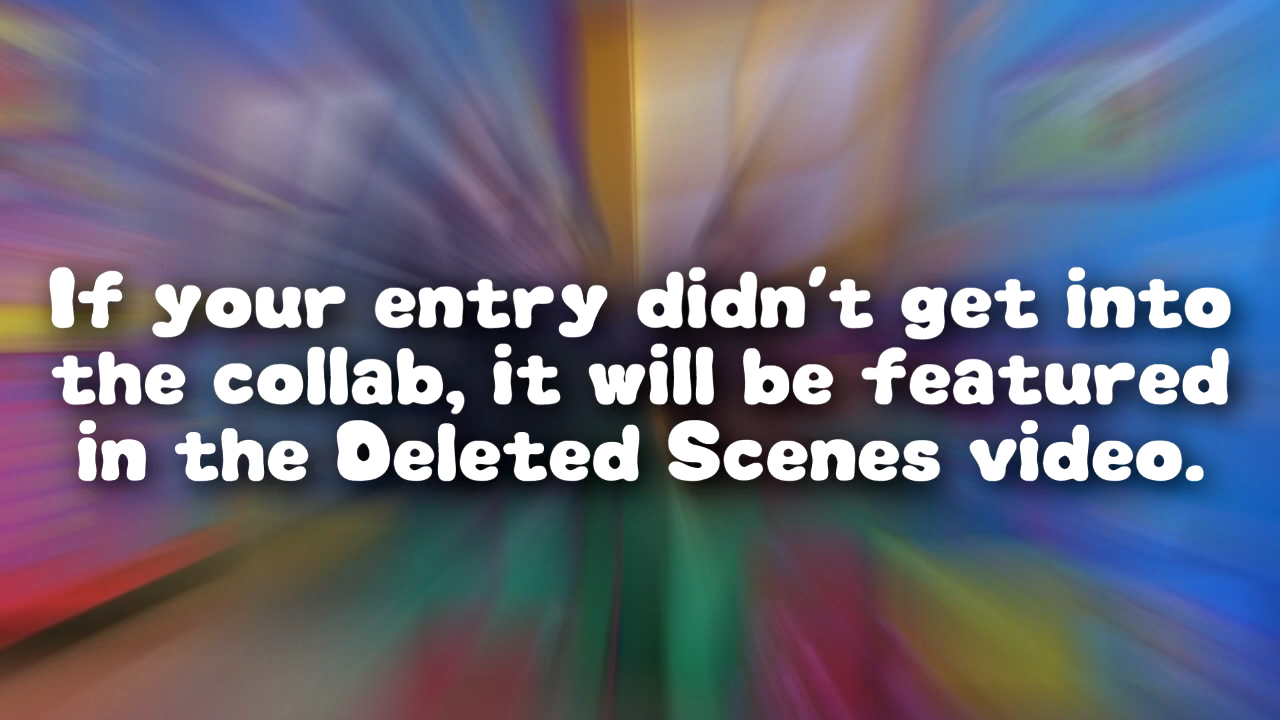 If your entry didn't get into
the collab, it will be featured
in the Deleted Scenes video.